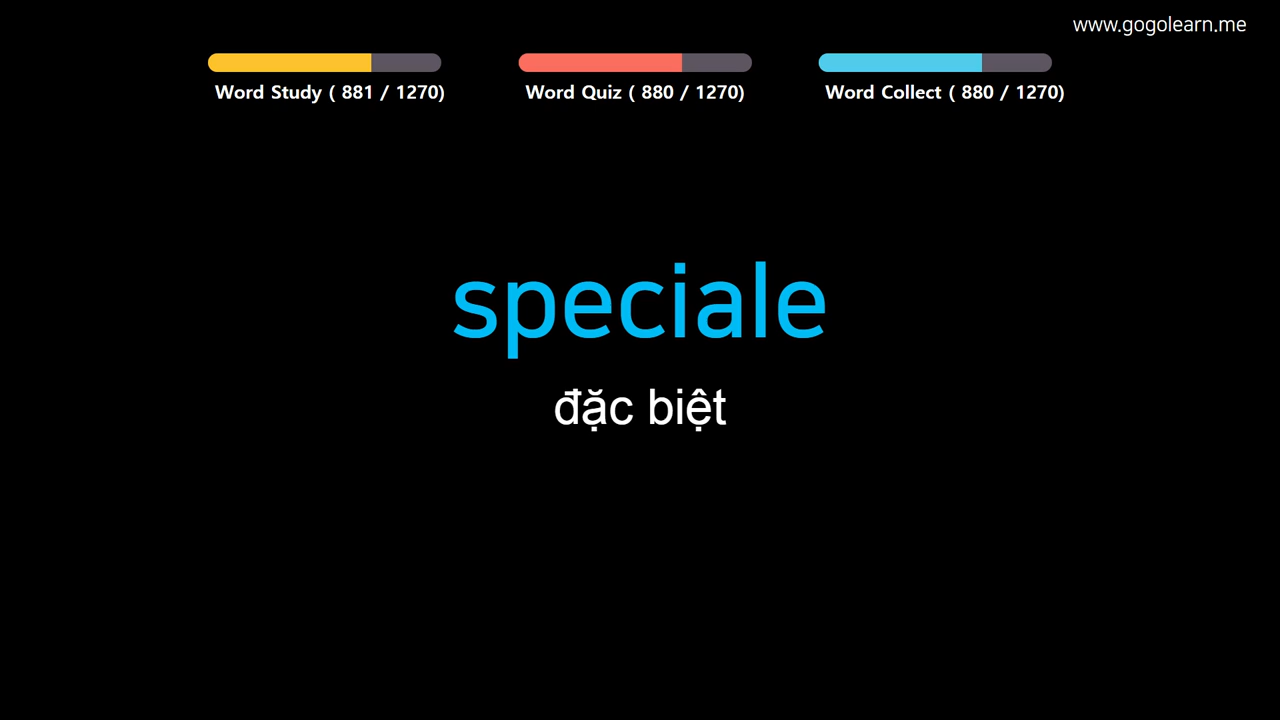 www.gogolearn.me
Word Study ( 881 / 1270)
Word Quiz ( 880 / 1270)
Word Collect ( 880 / 1270)
speciale
đặc biệt